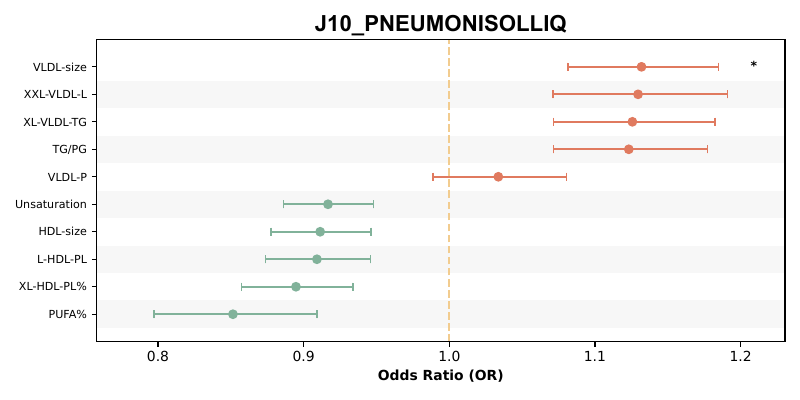 J10_PNEUMONISOLLIQ
VLDL-size
*
XXL-VLDL-L
XL-VLDL-TG
TG/PG
VLDL-P
Unsaturation
HDL-size
L-HDL-PL
XL-HDL-PL%
PUFA%
0.8 0.9 1.0 1.1 1.2
Odds Ratio (OR)